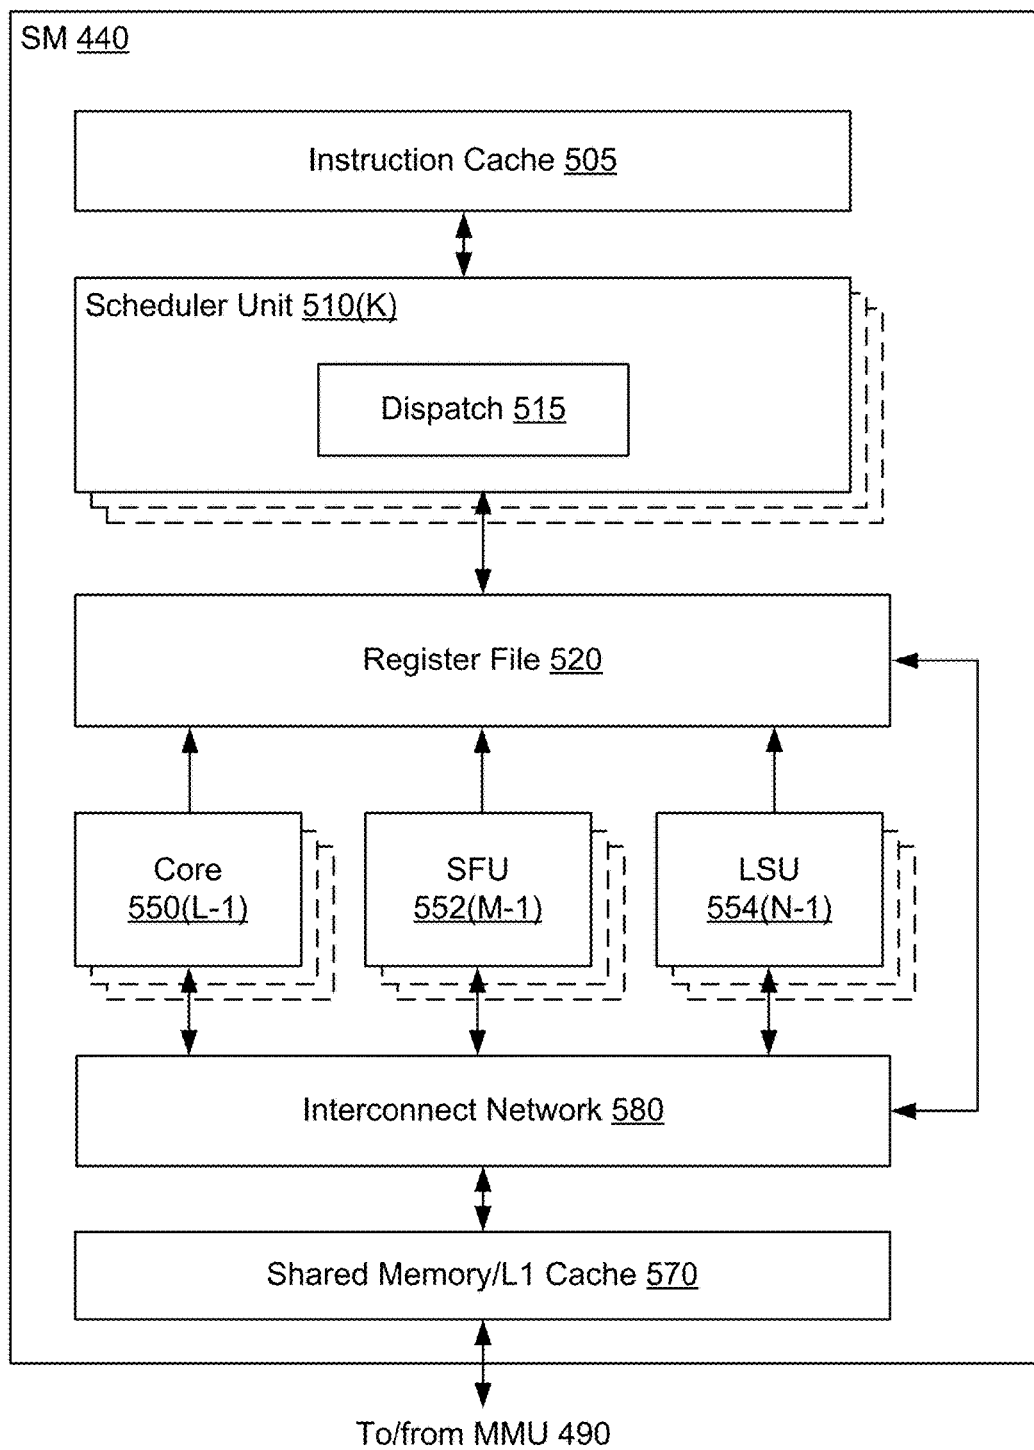 SM 440
Instruction Cache 505
Scheduler Unit 510(K)
Dispatch 515
Register File 520
Core
550(L-1)
SFU
552(M-1)
LSU
554(N-1)
Interconnect Network 580
Shared Memory/L1 Cache 570
To/from MMU 490